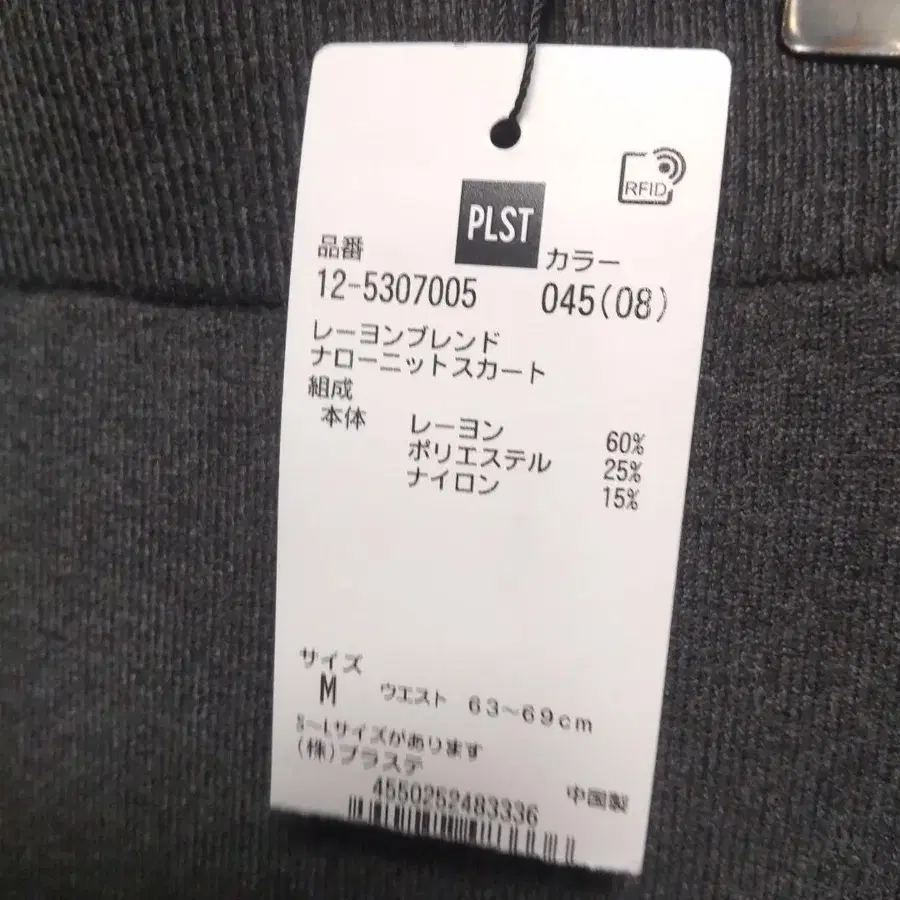 RFID
PLST
品番 カラー
12-5307005 045(08)
レーヨンブレンド
ナローニットスカート
組成
本体 レーヨン 60%
ポリエステル 25%
ナイロン 15%
サイズ
M ウエスト 63～69cm
S～Lサイズがあります
(株)プラステ
中国製
4550252483336